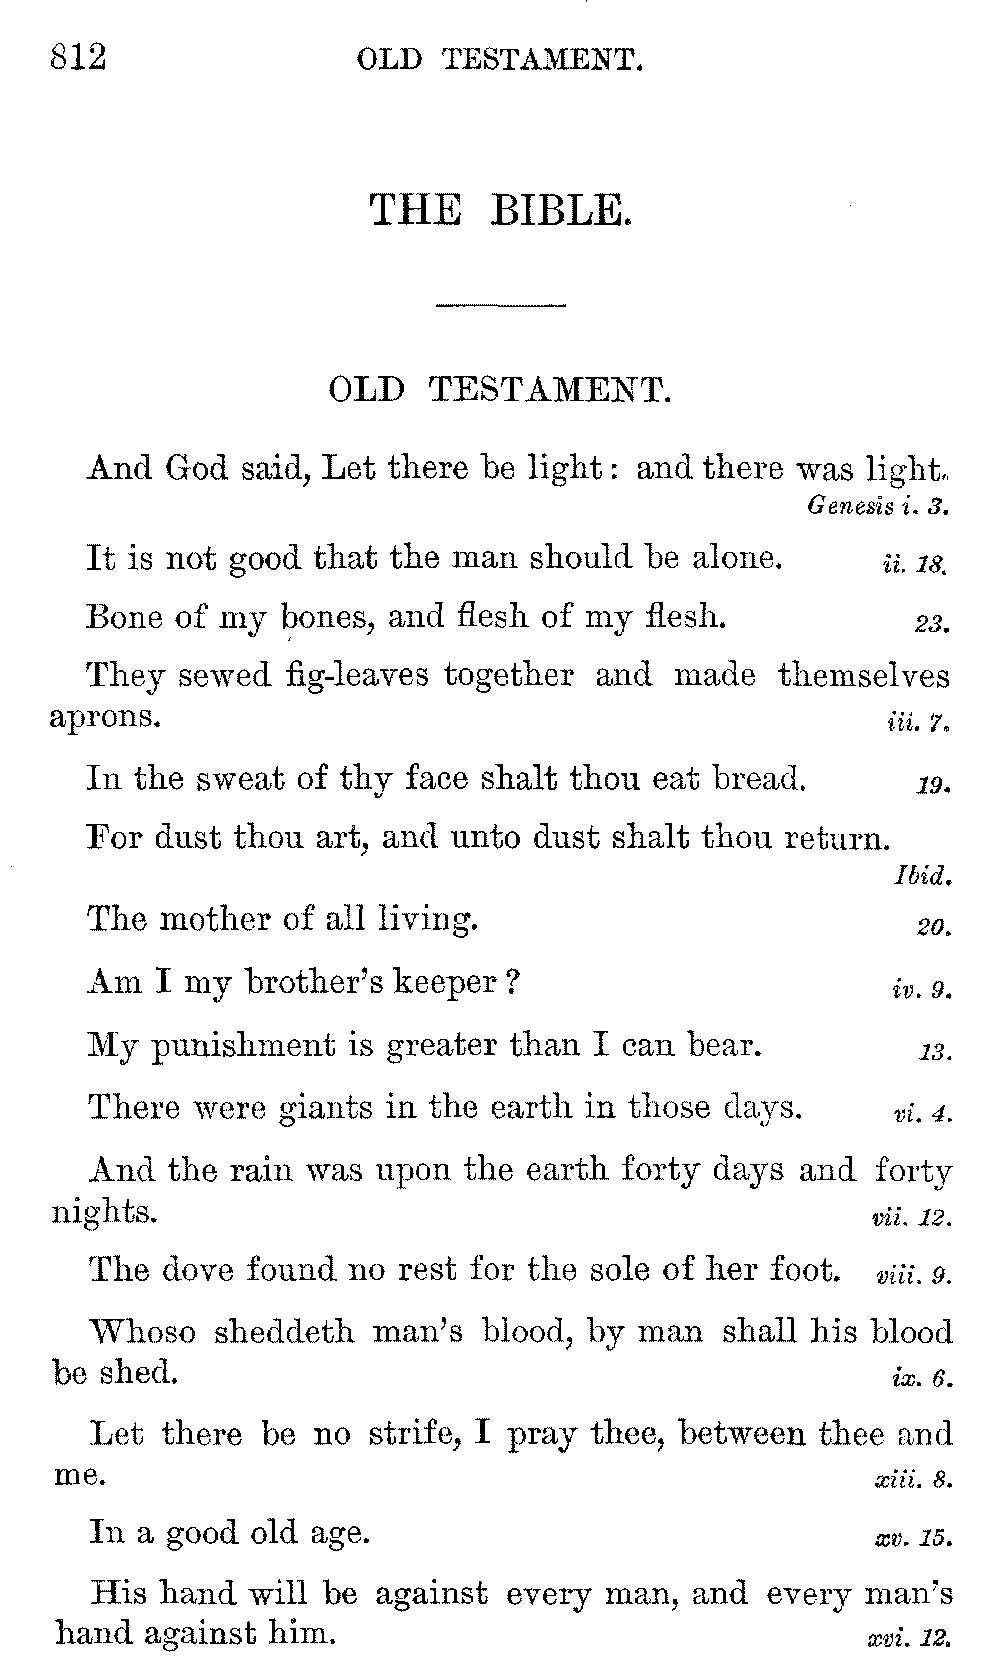 812 OLD TESTAMENT.
THE BIBLE.
OLD TESTAMENT.
And God said, Let there be light: and there was light.
Genesis i. 3.
It is not good that the man should be alone. ii. 18.
Bone of my bones, and flesh of my flesh. 23.
They sewed fig-leaves together and made themselves
aprons. iii. 7.
In the sweat of thy face shalt thou eat bread. 19.
For dust thou art, and unto dust shalt thou return.
Ibid.
The mother of all living. 20.
Am I my brother's keeper? iv. 9.
My punishment is greater than I can bear. 13.
There were giants in the earth in those days. vi. 4.
And the rain was upon the earth forty days and forty
nights. vii. 12.
The dove found no rest for the sole of her foot. viii. 9.
Whoso sheddeth man's blood, by man shall his blood
be shed. ix. 6.
Let there be no strife, I pray thee, between thee and
me. xiii. 8.
In a good old age. xv. 15.
His hand will be against every man, and every man's
hand against him. xvi. 12.